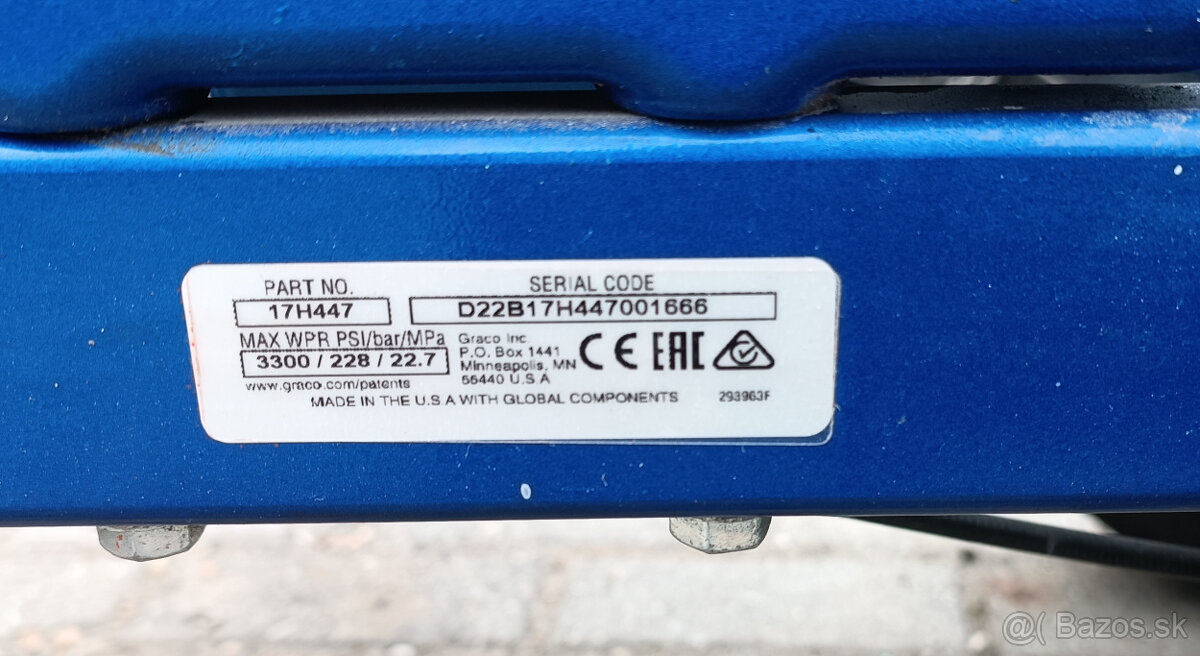 PART NO.
17H447
SERIAL CODE
D22B17H447001666
MAX WPR PSI/bar/MPa
3300 / 228 / 22.7
Graco Inc.
P.O. Box 1441
Minneapolis, MN
55440 U.S.A
CE EAC
www.graco.com/patents
MADE IN THE U.S.A WITH GLOBAL COMPONENTS
293963F
@( Bazos.sk